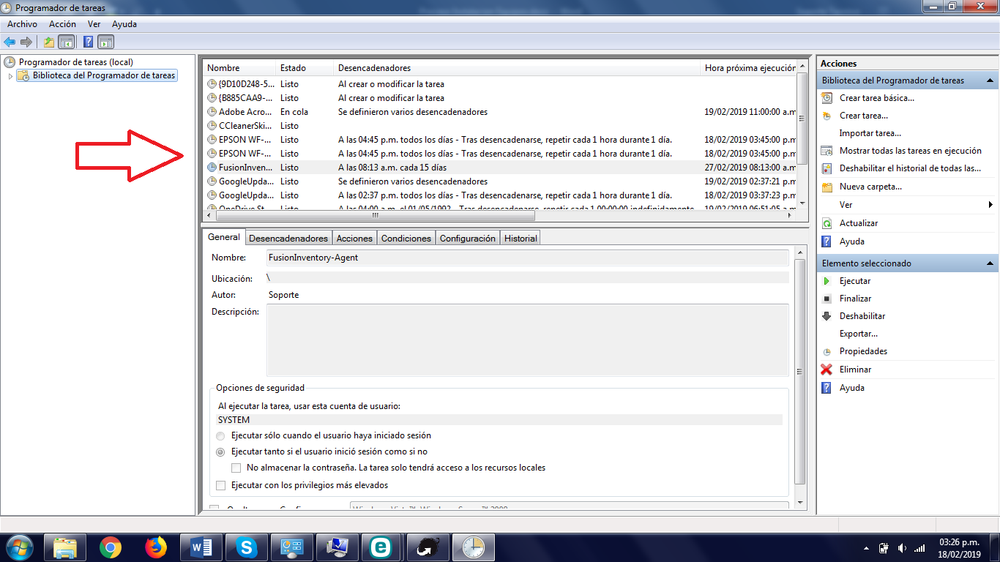 Programador de tareas
Archivo Acción Ver Ayuda
Programador de tareas (local)
Biblioteca del Programador de tareas
Nombre Estado Desencadenadores Hora próxima ejecución
{9D10D248-5... Listo Al crear o modificar la tarea
{B885CAA9-... Listo Al crear o modificar la tarea
Adobe Acro... En cola Se definieron varios desencadenadores 19/02/2019 11:00:00 a.m
CCleanerSki... Listo
EPSON WF-... Listo A las 04:45 p.m. todos los días - Tras desencadenarse, repetir cada 1 hora durante 1 día. 18/02/2019 03:45:00 p.m
EPSON WF-... Listo A las 04:45 p.m. todos los días - Tras desencadenarse, repetir cada 1 hora durante 1 día. 18/02/2019 03:45:00 p.m
FusionInven... Listo A las 08:13 a.m. cada 15 días 27/02/2019 08:13:00 a.m
GoogleUpda... Listo Se definieron varios desencadenadores 19/02/2019 02:37:21 p.m
GoogleUpda... Listo A las 02:37 p.m. todos los días - Tras desencadenarse, repetir cada 1 hora durante 1 día. 18/02/2019 03:37:23 p.m
OneDrive St... Listo A las 04:00 a.m. el 01/05/1992 - Tras desencadenarse, repetir cada 1.00:00:00 indefinidamente 19/02/2019 06:51:05 a.m
General Desencadenadores Acciones Condiciones Configuración Historial
Nombre: FusionInventory-Agent
Ubicación: \
Autor: Soporte
Descripción:
Opciones de seguridad
Al ejecutar la tarea, usar esta cuenta de usuario:
SYSTEM
Ejecutar sólo cuando el usuario haya iniciado sesión
Ejecutar tanto si el usuario inició sesión como si no
No almacenar la contraseña. La tarea solo tendrá acceso a los recursos locales
Ejecutar con los privilegios más elevados
Acciones
Biblioteca del Programador de tareas
Crear tarea básica...
Crear tarea...
Importar tarea...
Mostrar todas las tareas en ejecución
Deshabilitar el historial de todas las...
Nueva carpeta...
Ver
Actualizar
Ayuda
Elemento seleccionado
Ejecutar
Finalizar
Deshabilitar
Exportar...
Propiedades
Eliminar
Ayuda
03:26 p.m.
18/02/2019